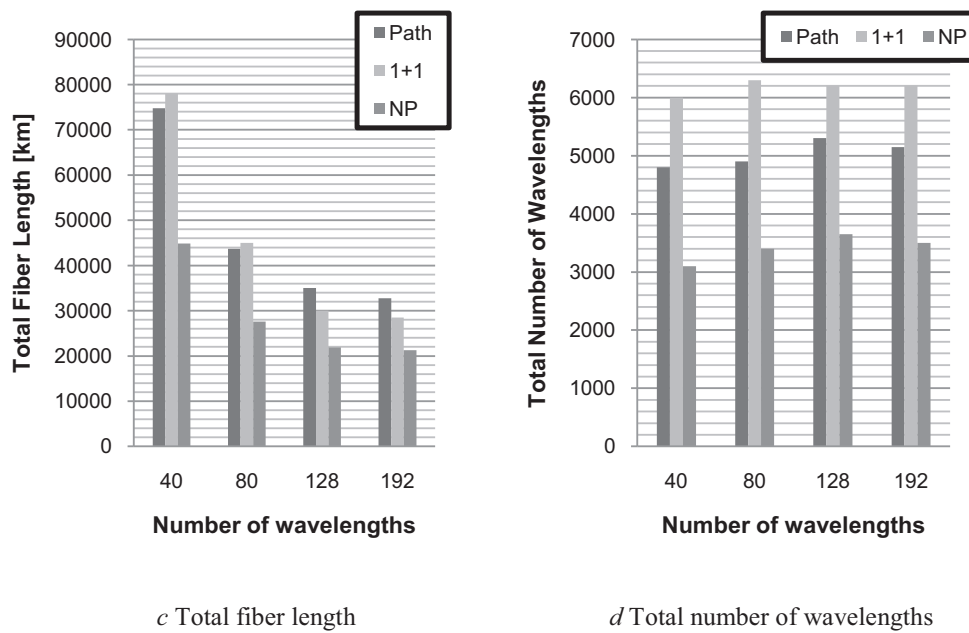 Path
1+1
NP
90000
80000
70000
60000
50000
40000
30000
20000
10000
0
Total Fiber Length [km]
40 80 128 192
Number of wavelengths
c Total fiber length
Path 1+1 NP
7000
6000
5000
4000
3000
2000
1000
0
Total Number of Wavelengths
40 80 128 192
Number of wavelengths
d Total number of wavelengths